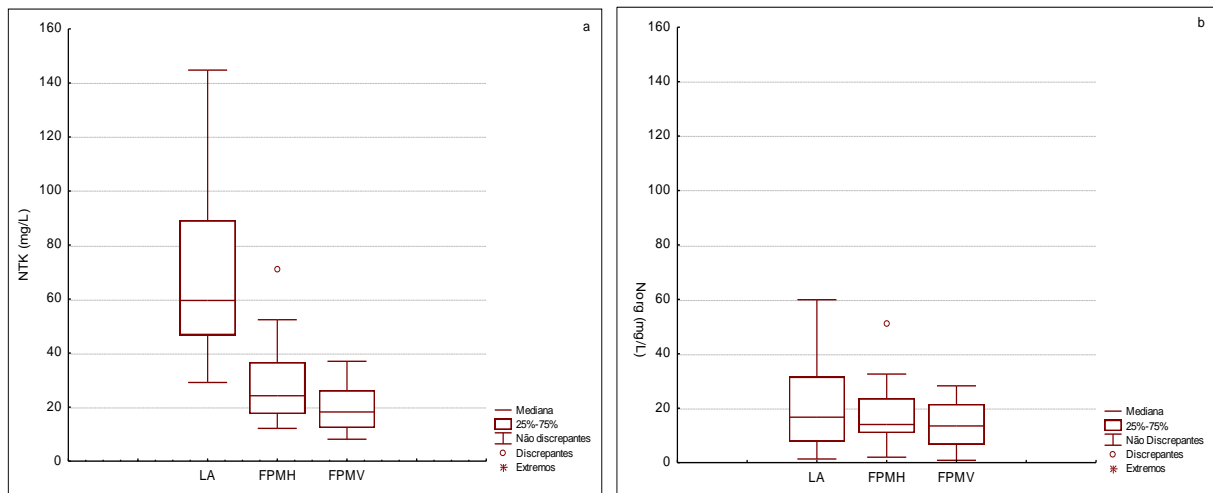 a
160
140
120
100
80
60
40
20
0
NTK (mg/L)
LA FPMH FPMV
Mediana
25%-75%
Não discrepantes
Discrepantes
Extremos
b
160
140
120
100
80
60
40
20
0
Norg (mg/L)
LA FPMH FPMV
Mediana
25%-75%
Não Discrepantes
Discrepantes
Extremos